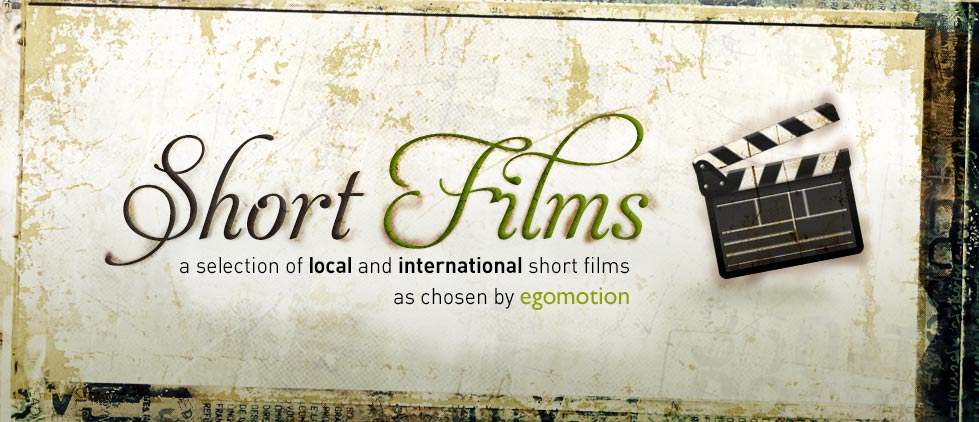 Short Films
a selection of local and international short films
as chosen by egomotion